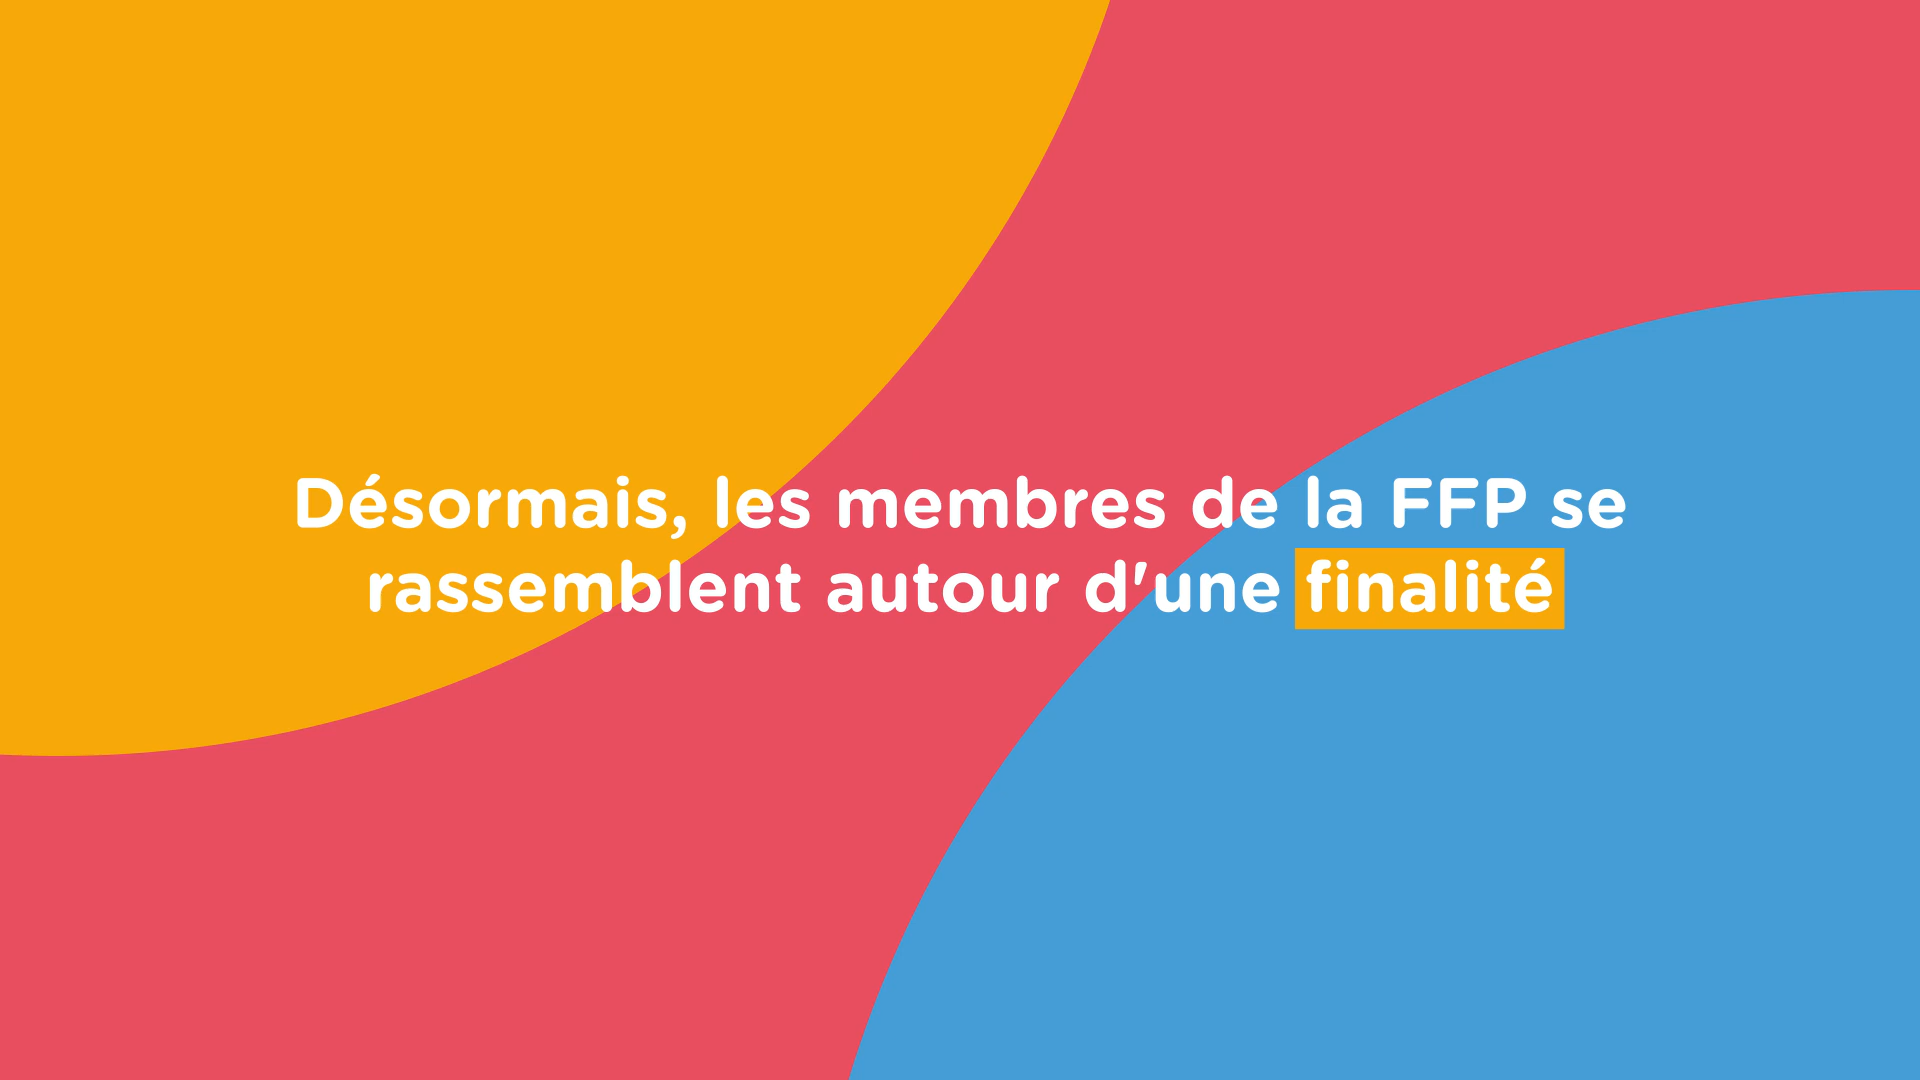 Désormais, les membres de la FFP se
rassemblent autour d'une finalité